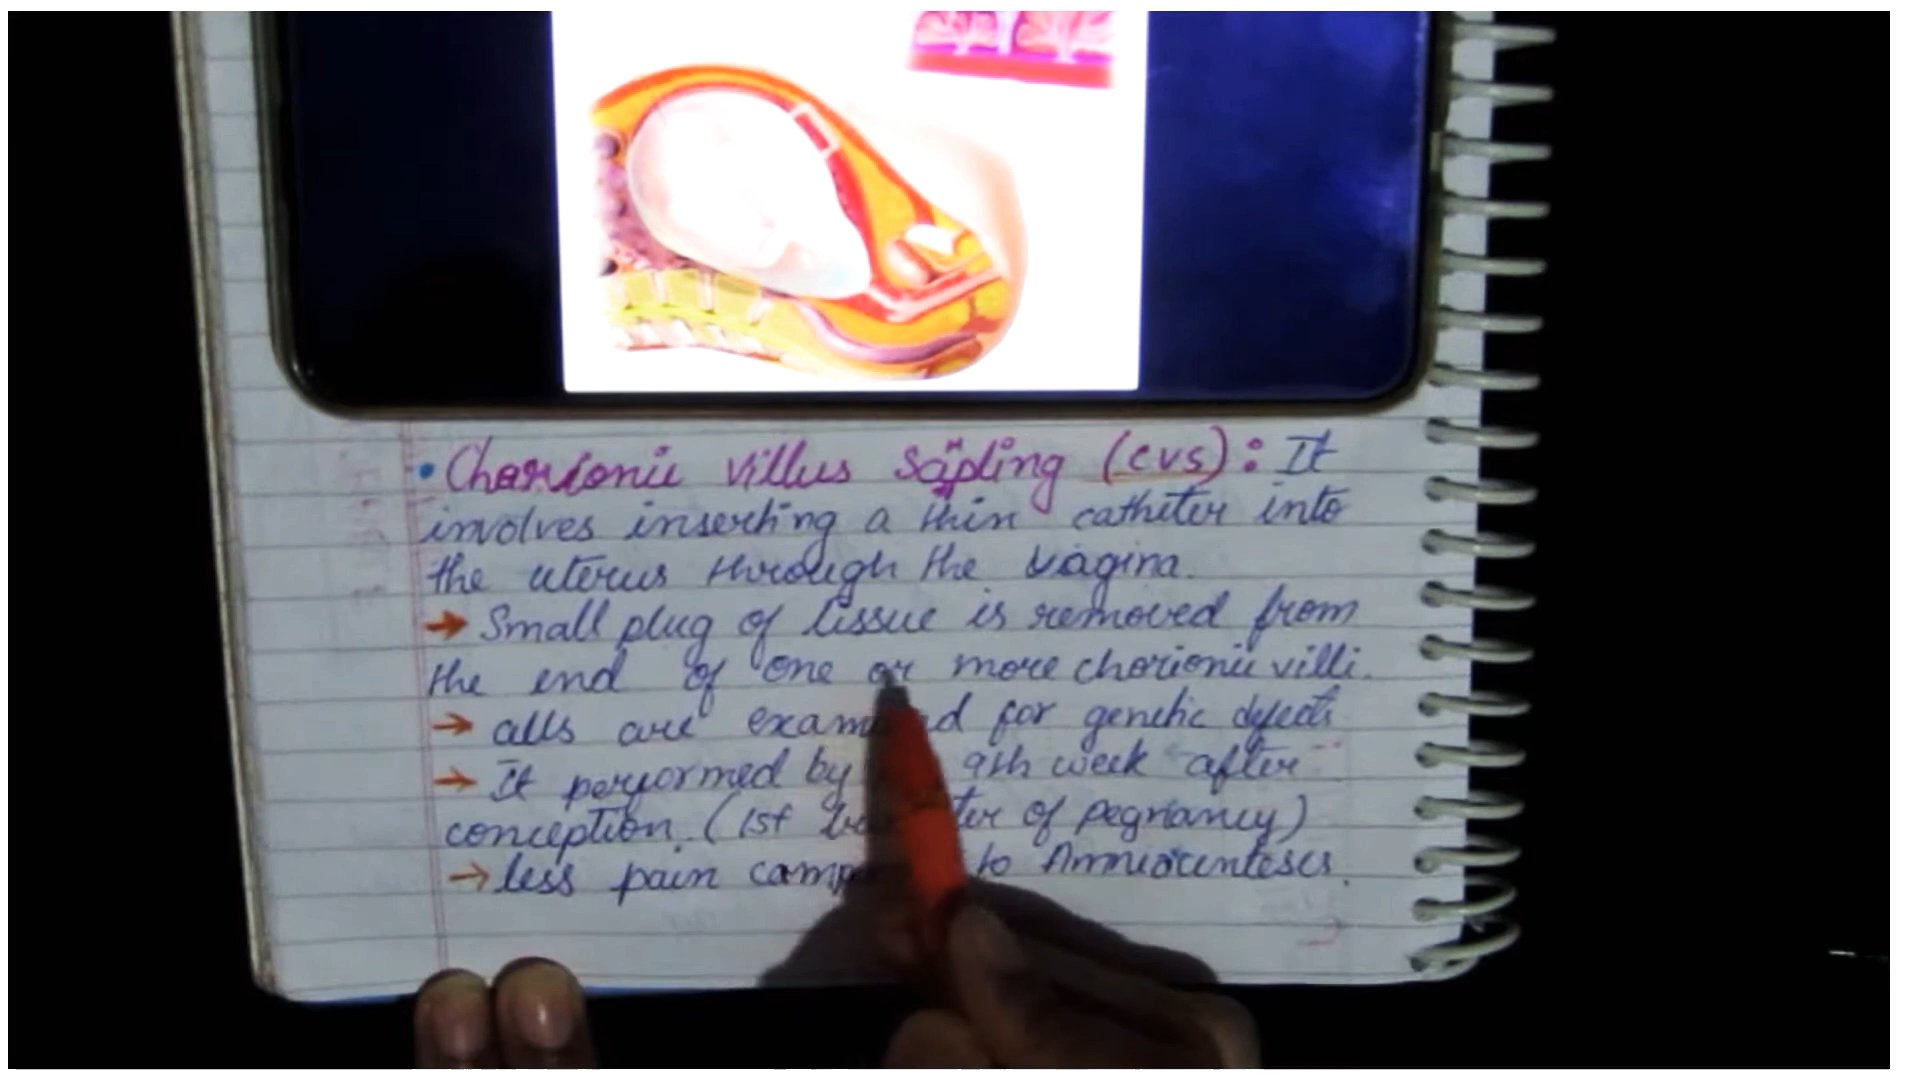 • Chorionic villus Sampling (CVS): It
involves inserting a thin catheter into
the uterus through the vagina.
→ Small plug of tissue is removed from
the end of one or more chorionic villi.
→ cells are for genetic defects
→ It performed by 9th week after
conception. (1st of pegnancy)
→ less pain to Amniocenteses.